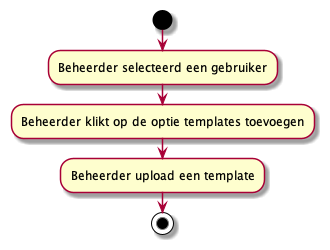 Beheerder selecteerd een gebruiker
Beheerder klikt op de optie templates toevoegen
Beheerder upload een template